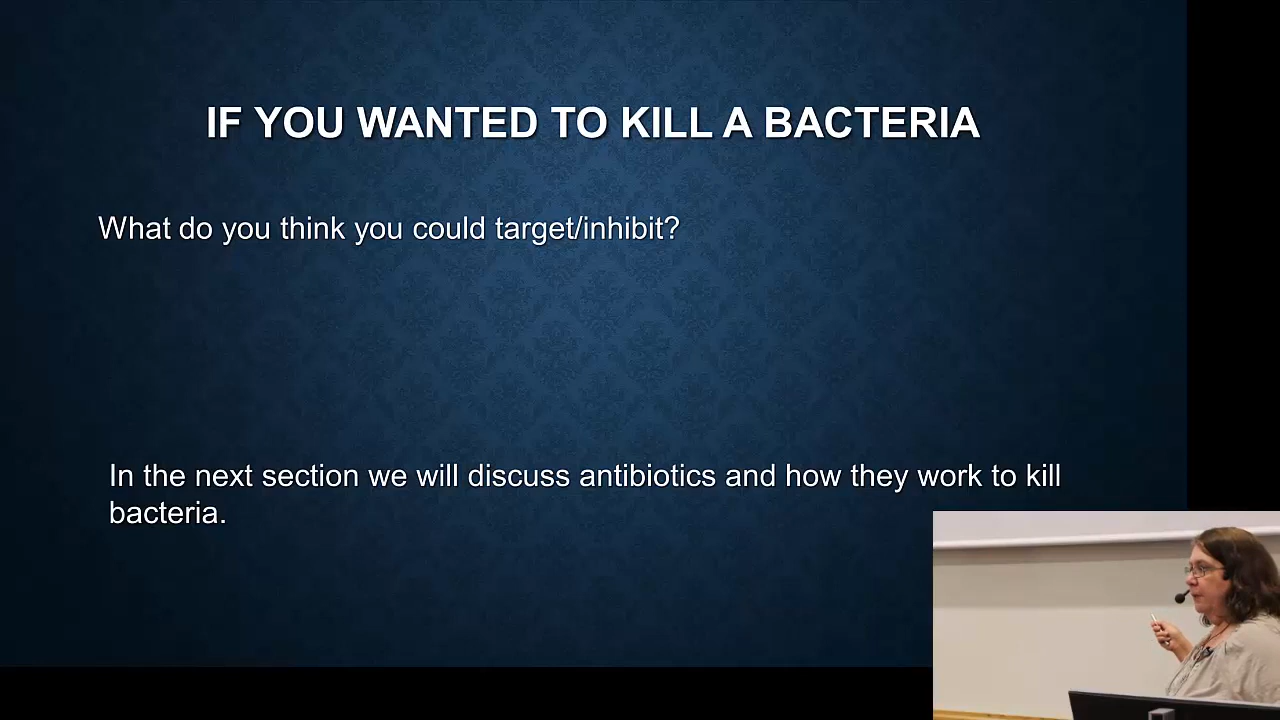 IF YOU WANTED TO KILL A BACTERIA
What do you think you could target/inhibit?
In the next section we will discuss antibiotics and how they work to kill
bacteria.